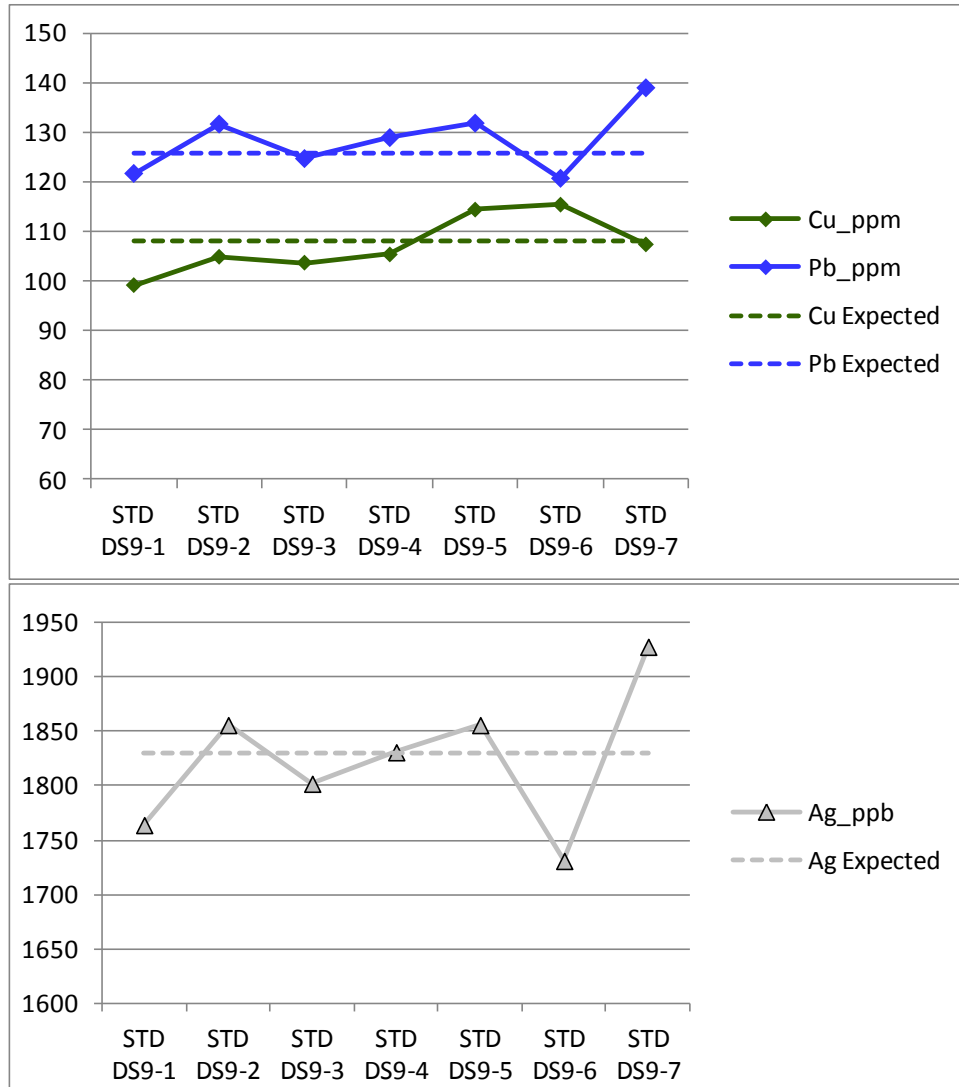 150
140
130
120
110
100
90
80
70
60
STD STD STD STD STD STD STD
DS9-1 DS9-2 DS9-3 DS9-4 DS9-5 DS9-6 DS9-7
Cu_ppm
Pb_ppm
Cu Expected
Pb Expected
1950
1900
1850
1800
1750
1700
1650
1600
STD STD STD STD STD STD STD
DS9-1 DS9-2 DS9-3 DS9-4 DS9-5 DS9-6 DS9-7
Ag_ppb
Ag Expected